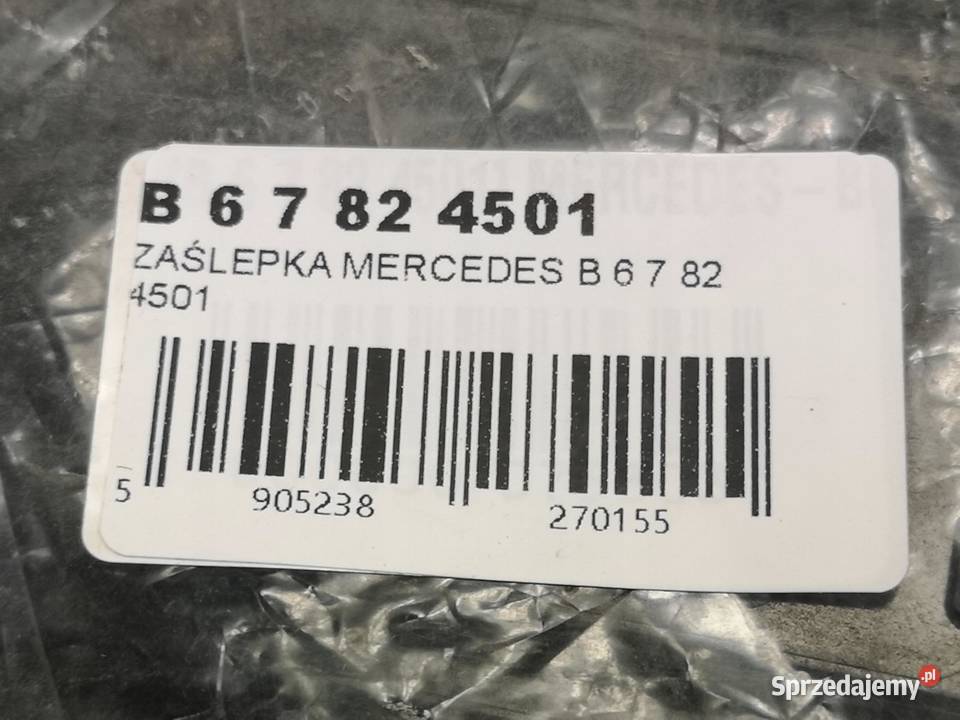 B 6 7 82 4501
ZAŚLEPKA MERCEDES B 6 7 82
4501
5 905238 270155
Sprzedajemy.pl